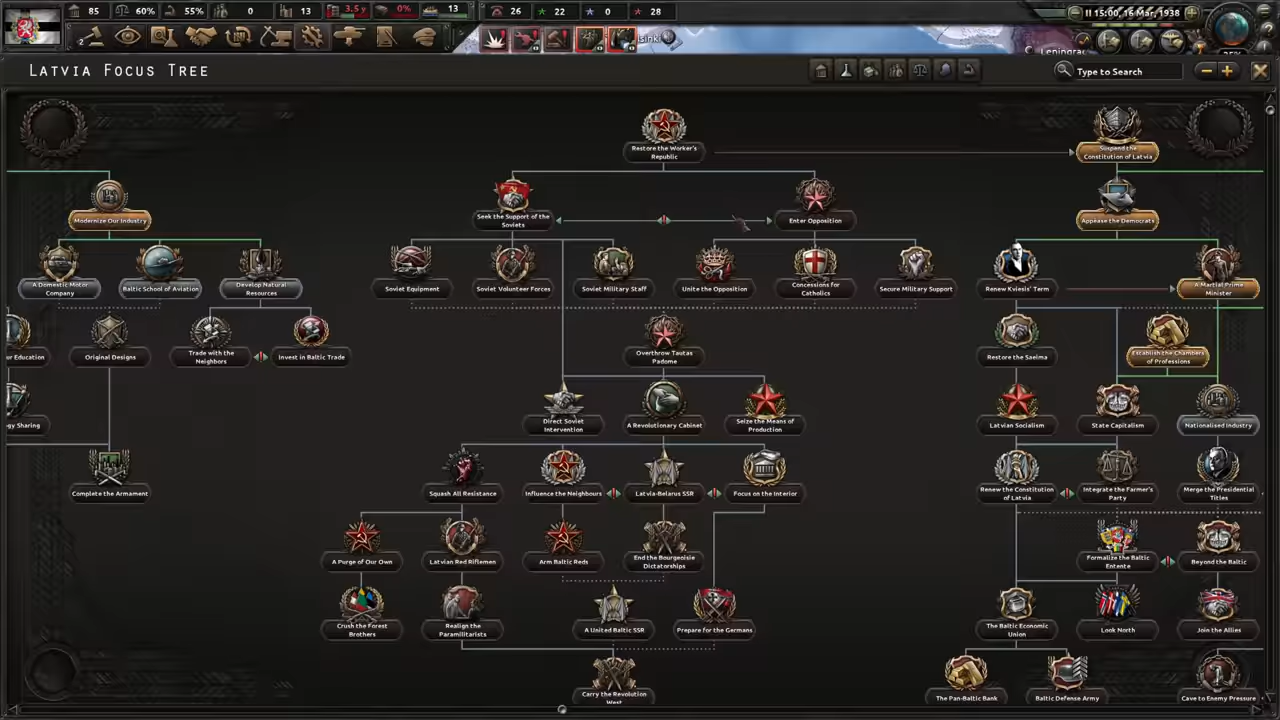 85 60% 55% 0 13 3.5 y 0% 13 26 22 0 28
II 15:00, 16 Mar, 1938
2
Leningra
LATVIA FOCUS TREE
Type to Search
Restore the Worker's
Republic
Suspend the
Constitution of Latvia
Modernize Our Industry
Seek the Support of the
Soviets
Enter Opposition
Appease the Democrats
A Domestic Motor
Company
Baltic School of Aviation
Develop Natural
Resources
Soviet Equipment
Soviet Volunteer Forces
Soviet Military Staff
Unite the Opposition
Concessions for
Catholics
Secure Military Support
Renew Kviesis' Term
A Martial Prime
Minister
ur Education
Original Designs
Trade with the
Neighbors
Invest in Baltic Trade
Overthrow Tautas
Padome
Restore the Saeima
Establish the Chambers
of Professions
gy Sharing
Direct Soviet
Intervention
A Revolutionary Cabinet
Seize the Means of
Production
Latvian Socialism
State Capitalism
Nationalised Industry
Complete the Armament
Squash All Resistance
Influence the Neighbours
Latvia-Belarus SSR
Focus on the Interior
Renew the Constitution
of Latvia
Integrate the Farmer's
Party
Merge the Presidential
Titles
A Purge of Our Own
Latvian Red Riflemen
Arm Baltic Reds
End the Bourgeoisie
Dictatorships
Formalize the Baltic
Entente
Beyond the Baltic
Crush the Forest
Brothers
Realign the
Paramilitarists
A United Baltic SSR
Prepare for the Germans
The Baltic Economic
Union
Look North
Join the Allies
Carry the Revolution
West
The Pan-Baltic Bank
Baltic Defense Army
Cave to Enemy Pressure